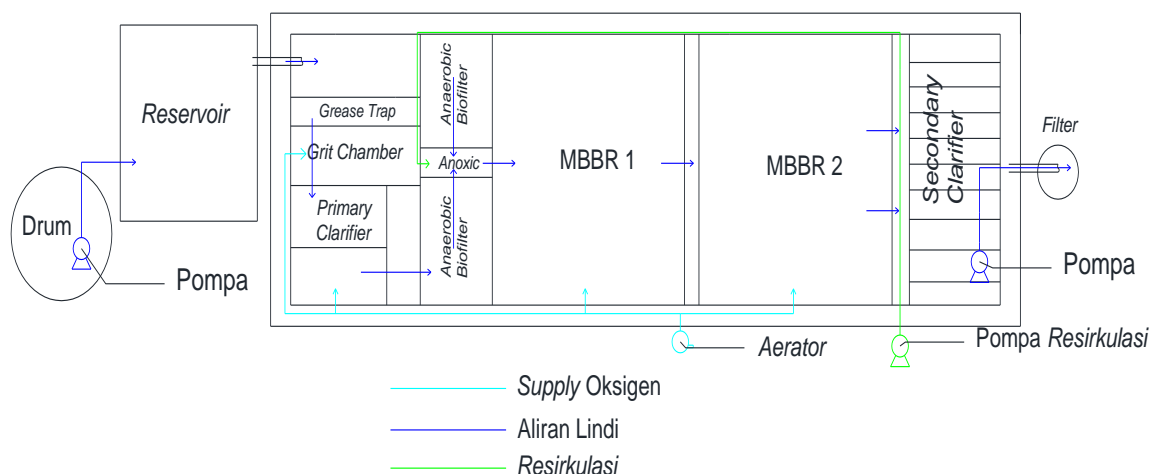 Reservoir
Drum
Pompa
Grease Trap
Grit Chamber
Primary
Clarifier
Anaerobic
Biofilter
Anoxic
Anaerobic
Biofilter
MBBR 1
MBBR 2
Secondary
Clarifier
Filter
Pompa
Aerator
Pompa Resirkulasi
Supply Oksigen
Aliran Lindi
Resirkulasi